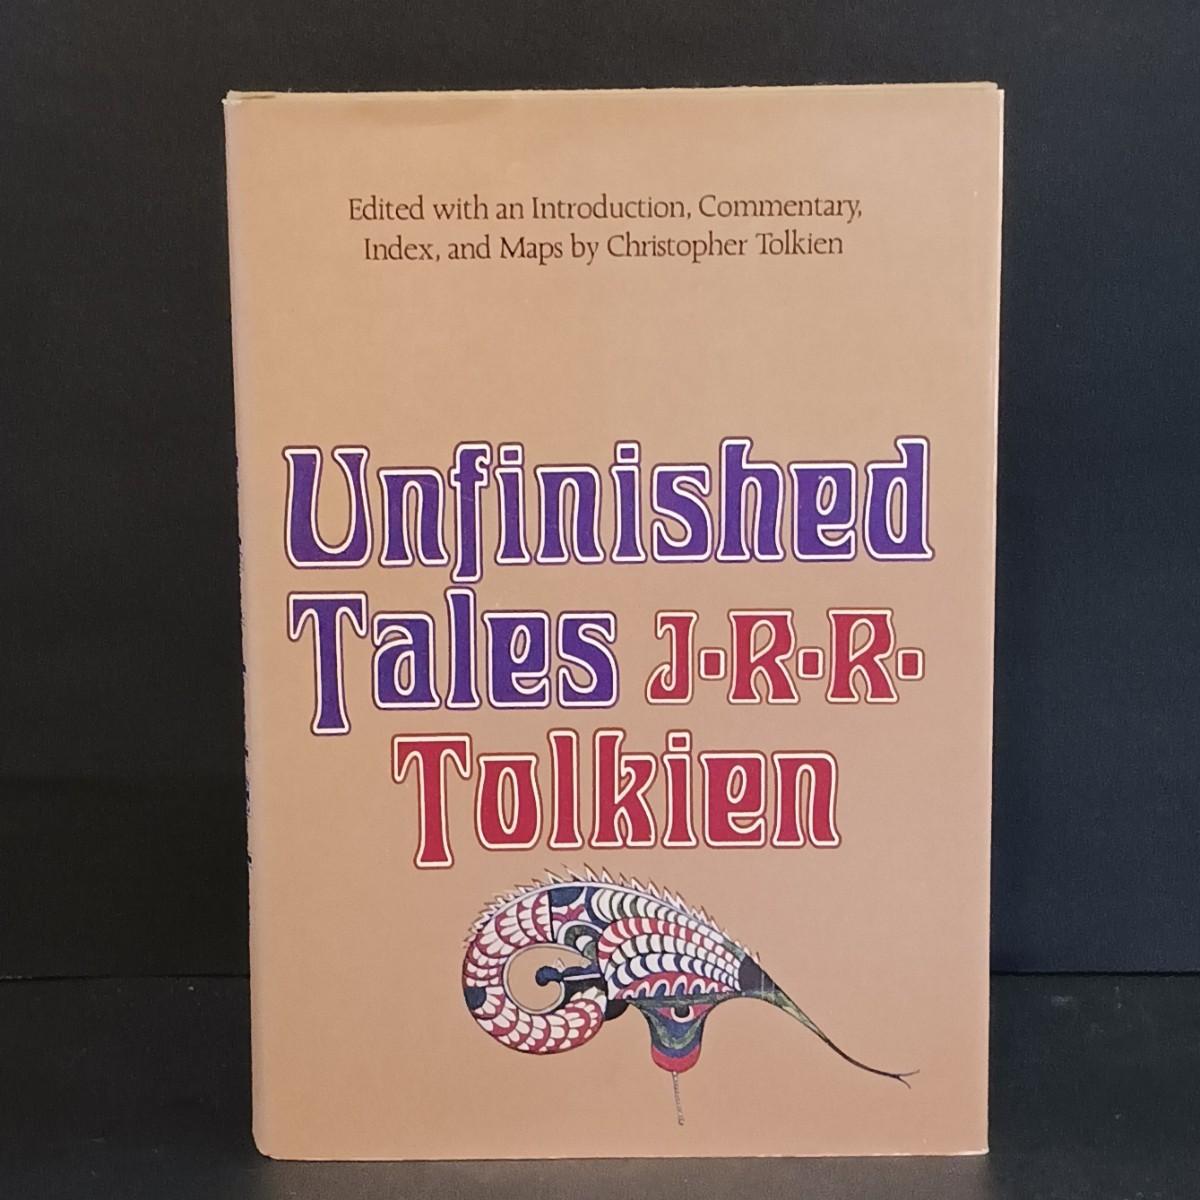 Edited with an Introduction, Commentary,
Index, and Maps by Christopher Tolkien
Unfinished
Tales J·R·R·
Tolkien